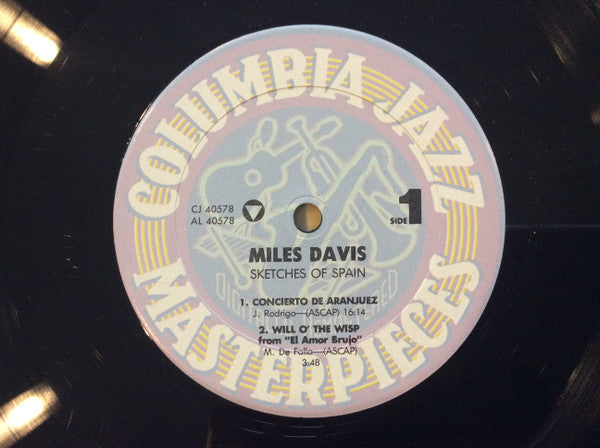 COLUMBIA JAZZ
MASTERPIECES
CJ 40578
AL 40578
SIDE 1
MILES DAVIS
SKETCHES OF SPAIN
1. CONCIERTO DE ARANJUEZ
J. Rodrigo—(ASCAP) 16:14
2. WILL O' THE WISP
from "El Amor Brujo"
M. De Falla—(ASCAP)
3:48